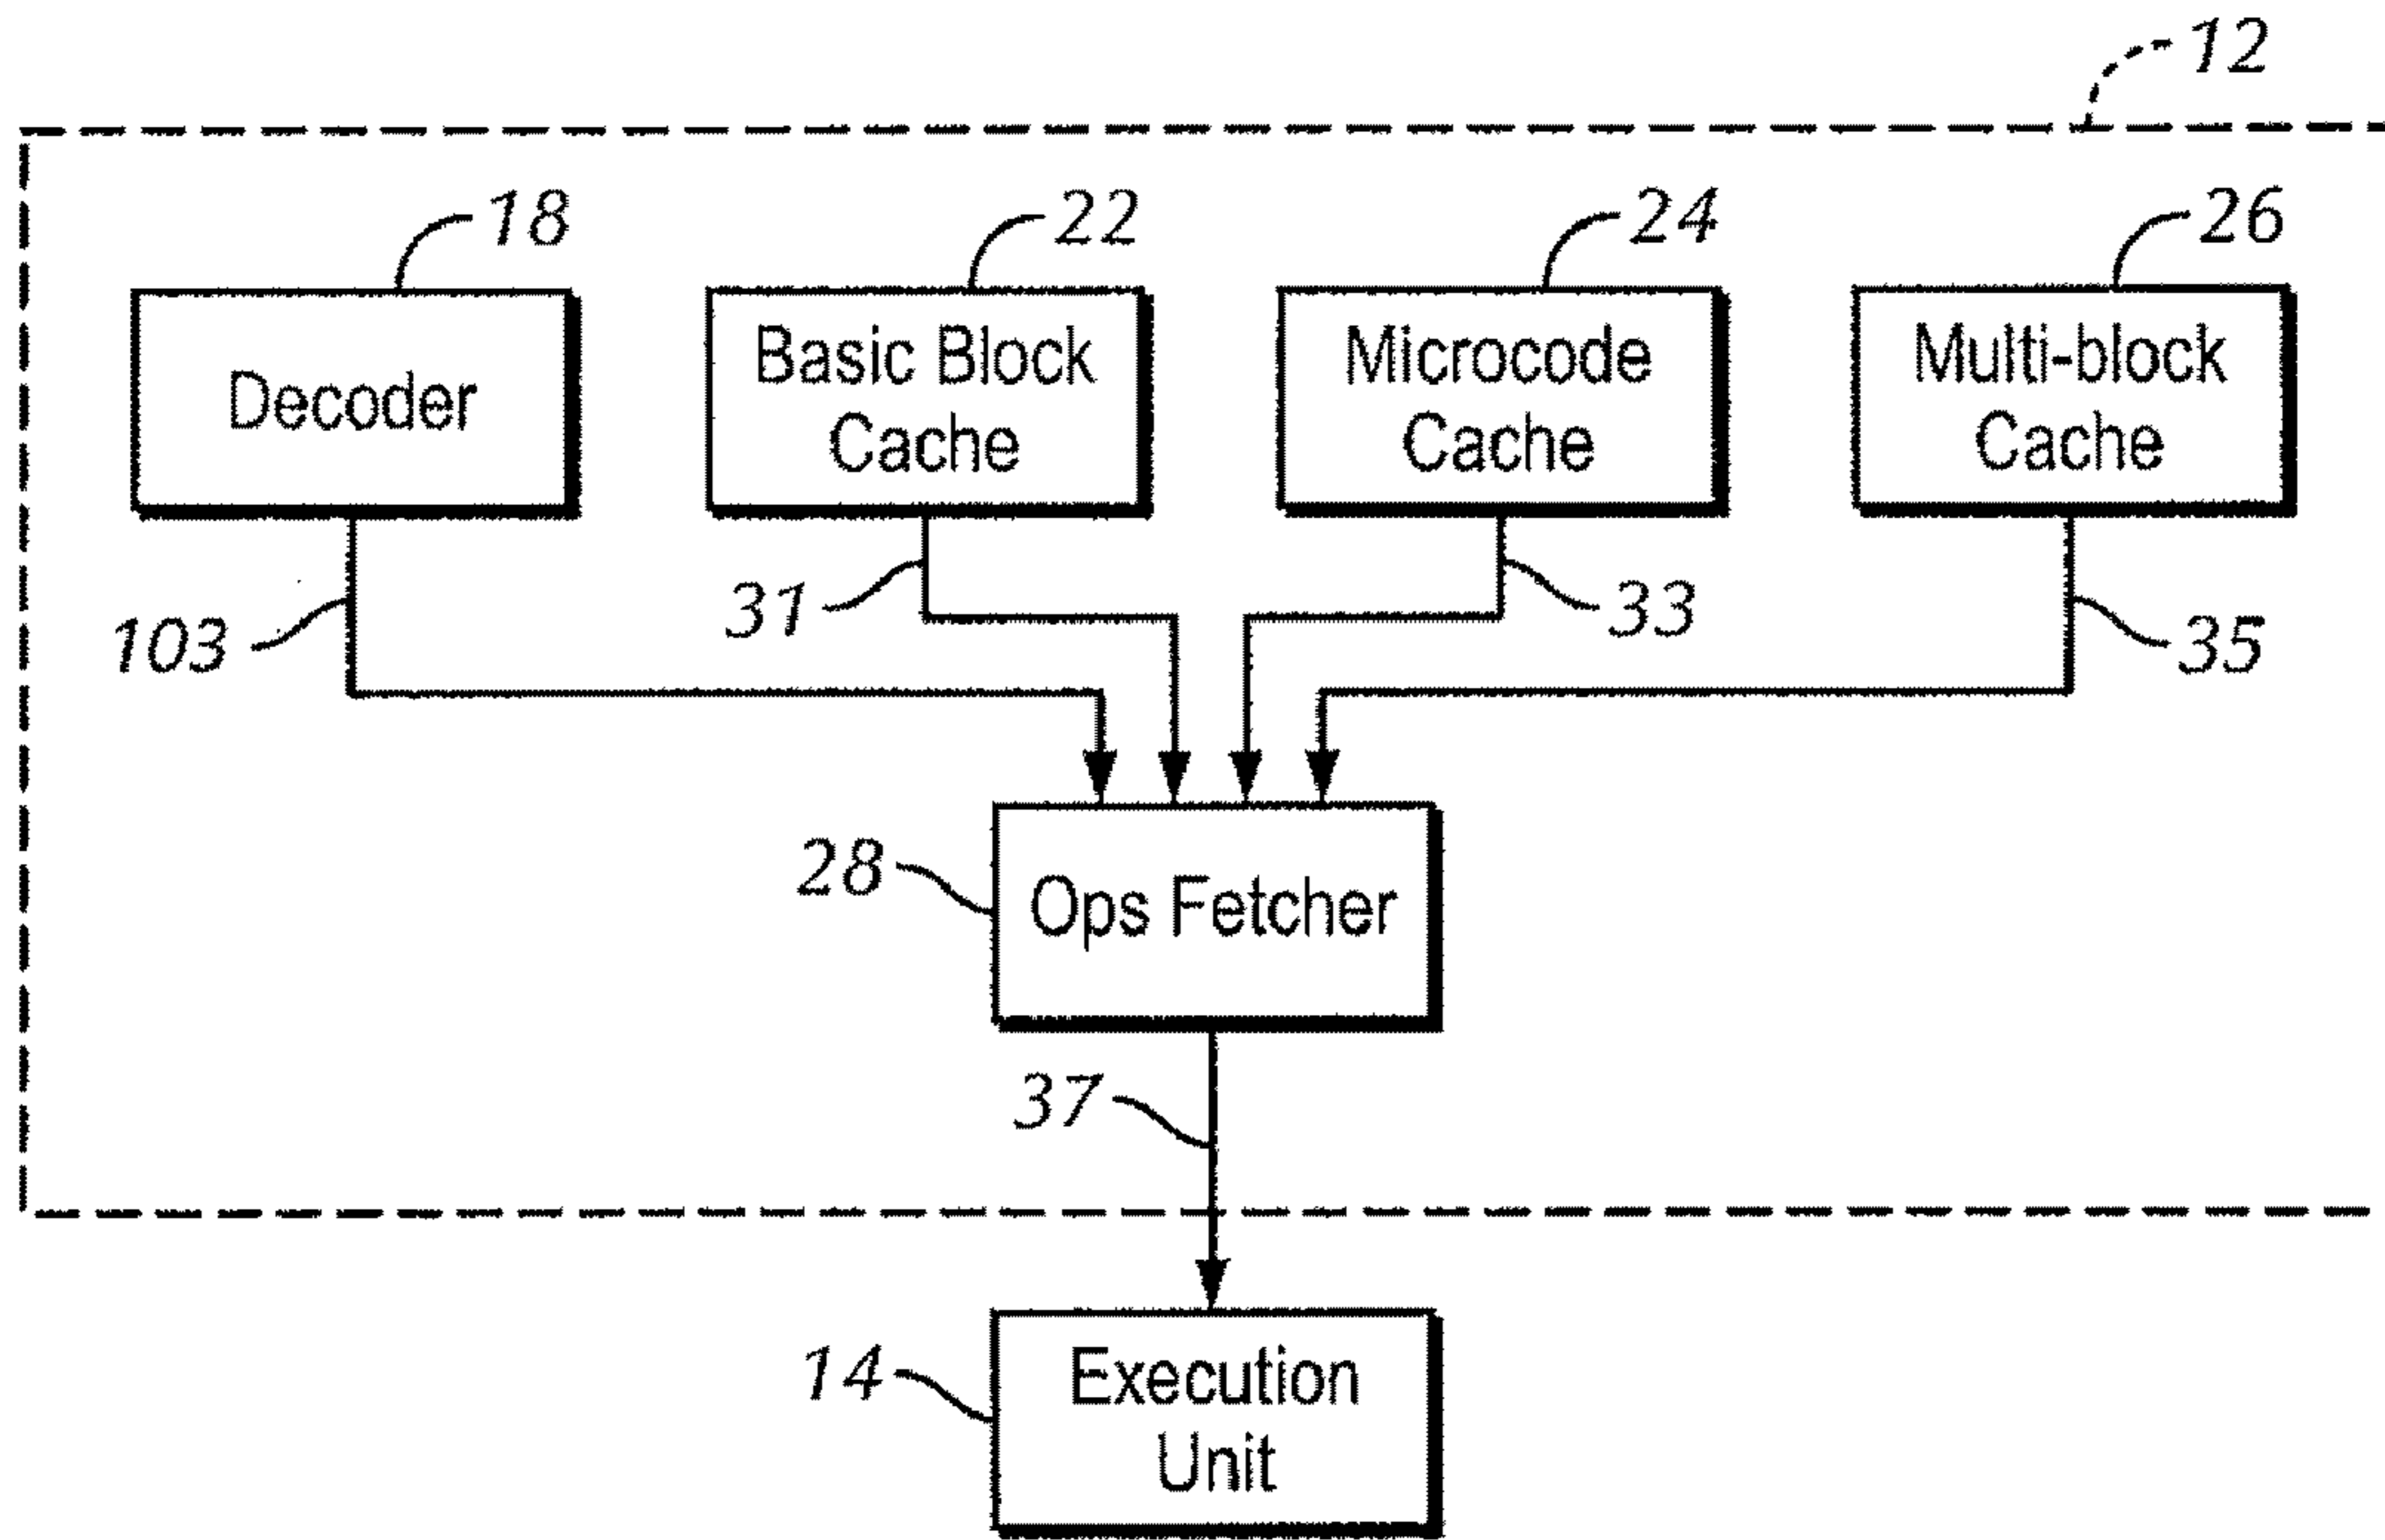 12
18
22
24
26
Decoder
Basic Block
Cache
Microcode
Cache
Multi-block
Cache
103
31
33
35
28
Ops Fetcher
37
14
Execution
Unit